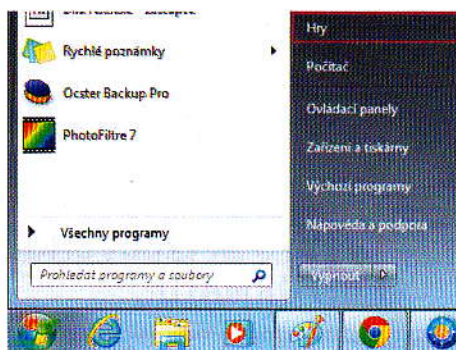 Rychlé poznámky
Ocster Backup Pro
PhotoFiltre 7
Všechny programy
Prohledat programy a soubory
Hry
Počítač
Ovládací panely
Zařízení a tiskárny
Výchozí programy
Nápověda a podpora
Vypnout